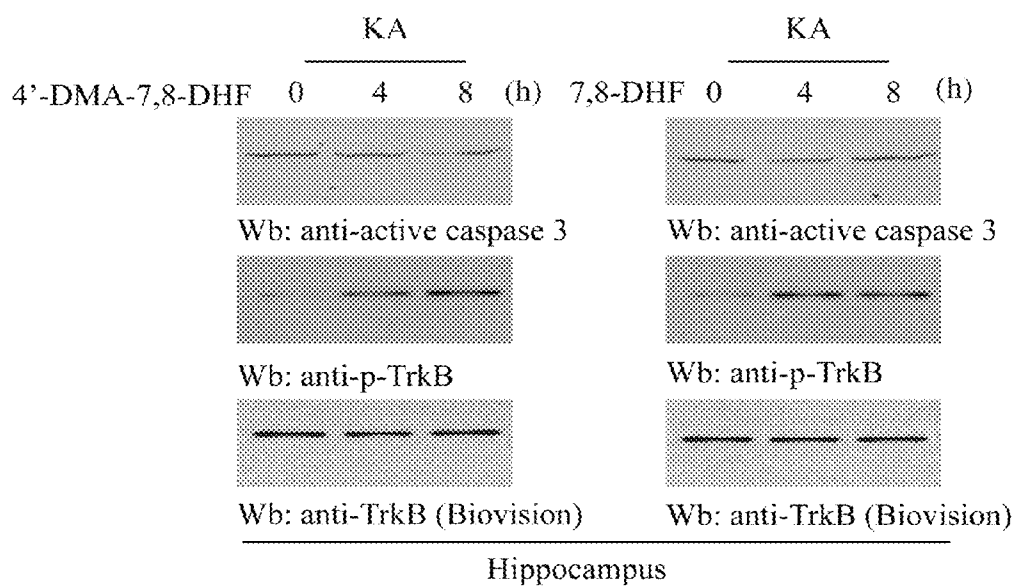 KA KA
4’-DMA-7,8-DHF 0 4 8 (h) 7,8-DHF 0 4 8 (h)
Wb: anti-active caspase 3 Wb: anti-active caspase 3
Wb: anti-p-TrkB Wb: anti-p-TrkB
Wb: anti-TrkB (Biovision) Wb: anti-TrkB (Biovision)
Hippocampus